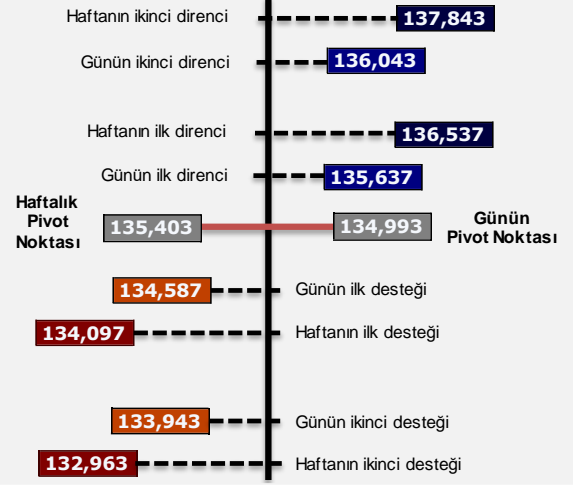 Haftanın ikinci direnci 137,843
Günün ikinci direnci 136,043
Haftanın ilk direnci 136,537
Günün ilk direnci 135,637
Haftalık
Pivot
Noktası
135,403 134,993
Günün
Pivot Noktası
134,587 Günün ilk desteği
134,097 Haftanın ilk desteği
133,943 Günün ikinci desteği
132,963 Haftanın ikinci desteği